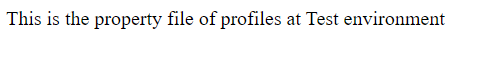 This is the property file of profiles at Test environment